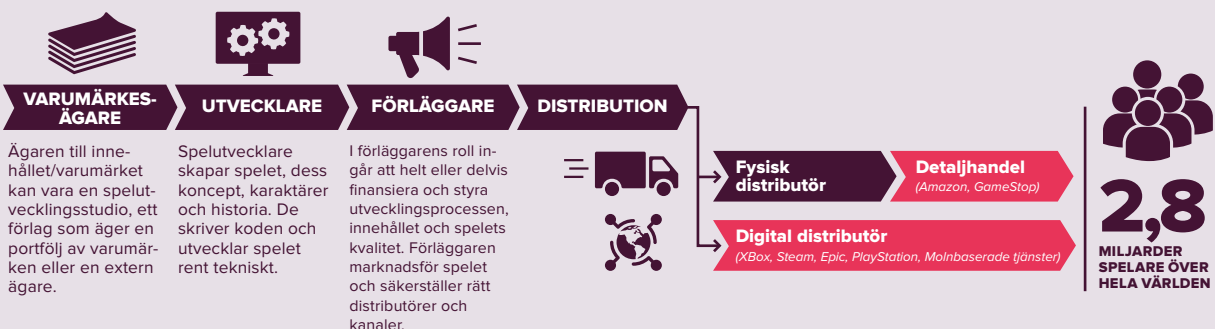 VARUMÄRKES-
ÄGARE
Ägaren till inne-
hållet/varumärket
kan vara en spelut-
vecklingsstudio, ett
förlag som äger en
portfölj av varumär-
ken eller en extern
ägare.
UTVECKLARE
Spelutvecklare
skapar spelet, dess
koncept, karaktärer
och historia. De
skriver koden och
utvecklar spelet
rent tekniskt.
FÖRLÄGGARE
I förläggarens roll in-
går att helt eller delvis
finansiera och styra
utvecklingsprocessen,
innehållet och spelets
kvalitet. Förläggaren
marknadsför spelet
och säkerställer rätt
distributörer och
kanaler.
DISTRIBUTION
Fysisk
distributör
Detaljhandel
(Amazon, GameStop)
Digital distributör
(XBox, Steam, Epic, PlayStation, Molnbaserade tjänster)
2,8
MILJARDER
SPELARE ÖVER
HELA VÄRLDEN